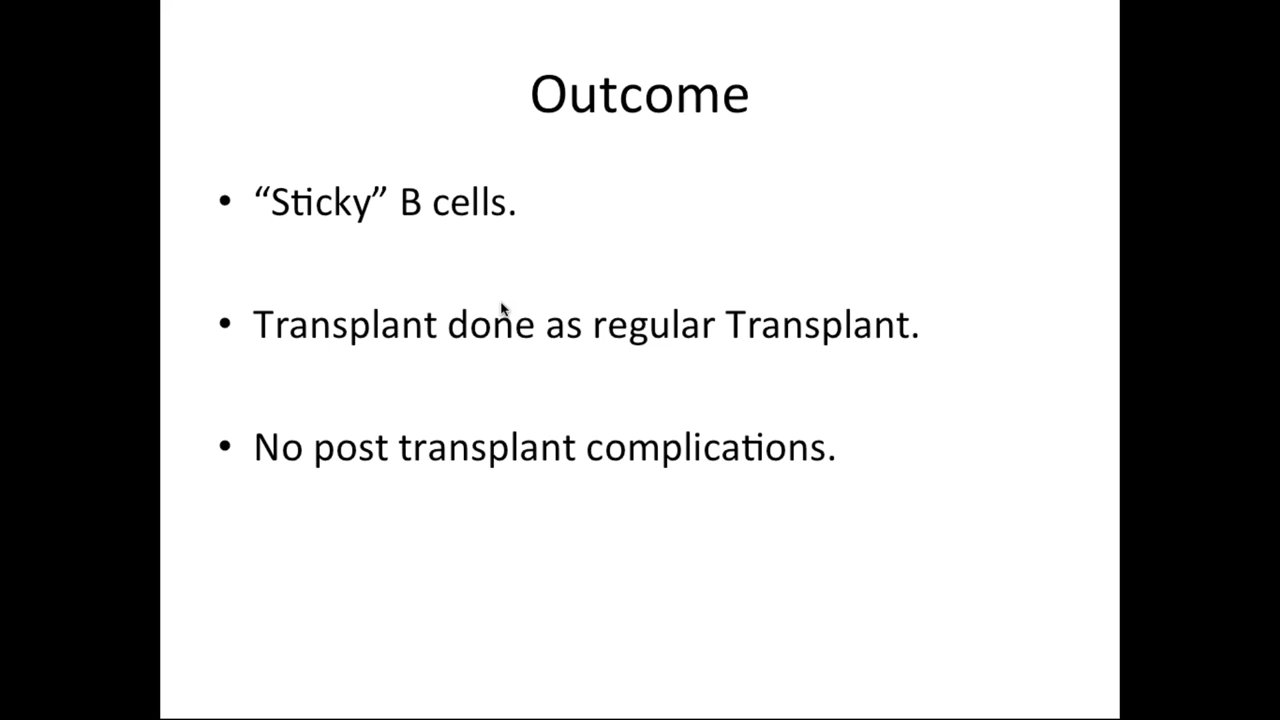 Outcome
• “Sticky” B cells.
• Transplant done as regular Transplant.
• No post transplant complications.